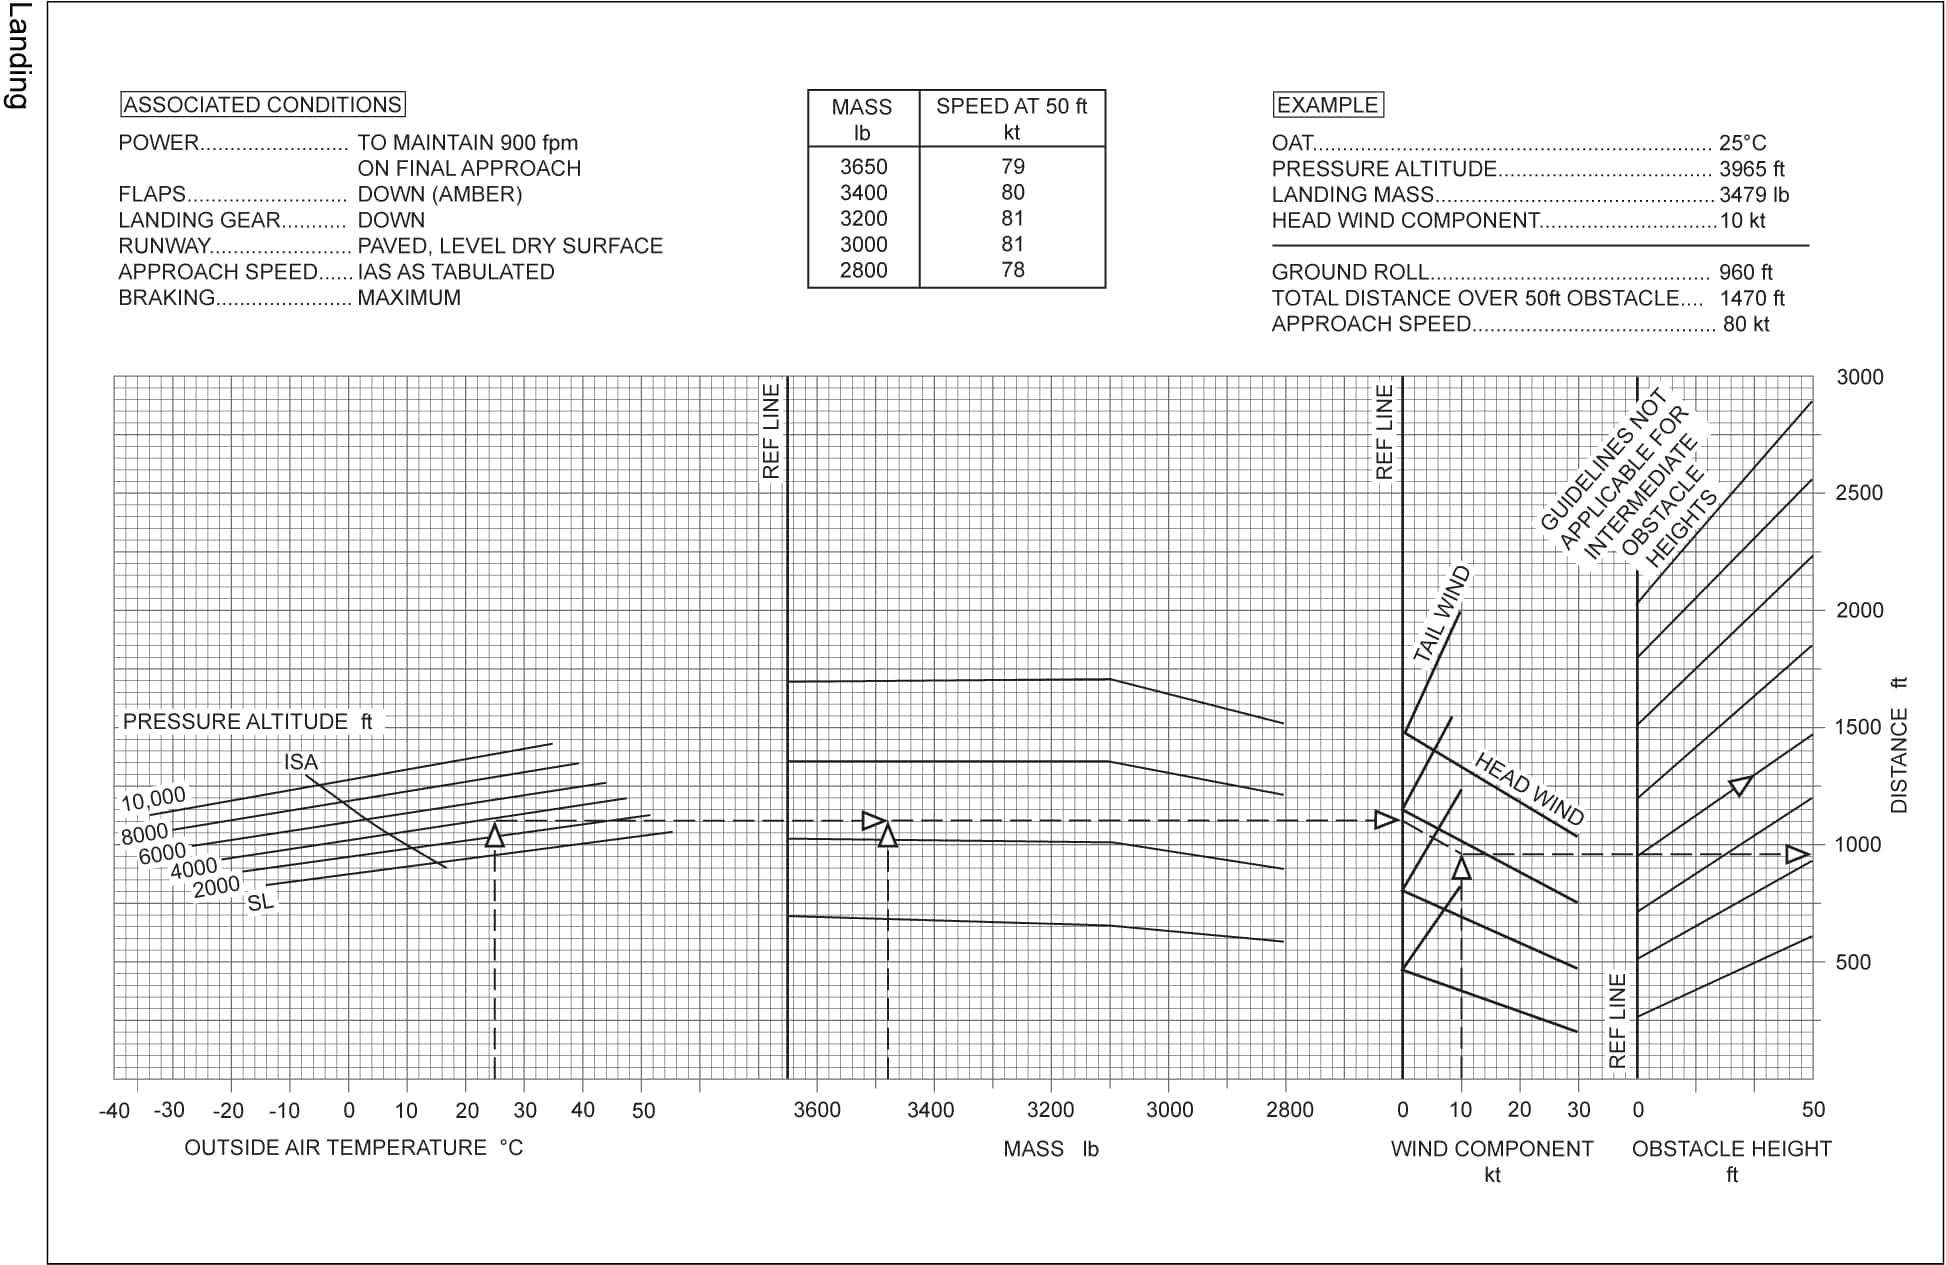 Landing
ASSOCIATED CONDITIONS
POWER......................... TO MAINTAIN 900 fpm
ON FINAL APPROACH
FLAPS........................... DOWN (AMBER)
LANDING GEAR........... DOWN
RUNWAY........................ PAVED, LEVEL DRY SURFACE
APPROACH SPEED...... IAS AS TABULATED
BRAKING....................... MAXIMUM
MASS SPEED AT 50 ft
lb kt
3650 79
3400 80
3200 81
3000 81
2800 78
EXAMPLE
OAT................................................................... 25°C
PRESSURE ALTITUDE.................................... 3965 ft
LANDING MASS............................................... 3479 lb
HEAD WIND COMPONENT.............................. 10 kt
GROUND ROLL............................................... 960 ft
TOTAL DISTANCE OVER 50ft OBSTACLE.... 1470 ft
APPROACH SPEED......................................... 80 kt
REF LINE
REF LINE
GUIDELINES NOT
APPLICABLE FOR
INTERMEDIATE
OBSTACLE
HEIGHTS
TAIL WIND
HEAD WIND
REF LINE
PRESSURE ALTITUDE ft
ISA
10,000
8000
6000
4000
2000
SL
3000
2500
2000
1500
1000
500
DISTANCE ft
-40 -30 -20 -10 0 10 20 30 40 50 3600 3400 3200 3000 2800 0 10 20 30 0 50
OUTSIDE AIR TEMPERATURE °C MASS lb WIND COMPONENT OBSTACLE HEIGHT
kt ft